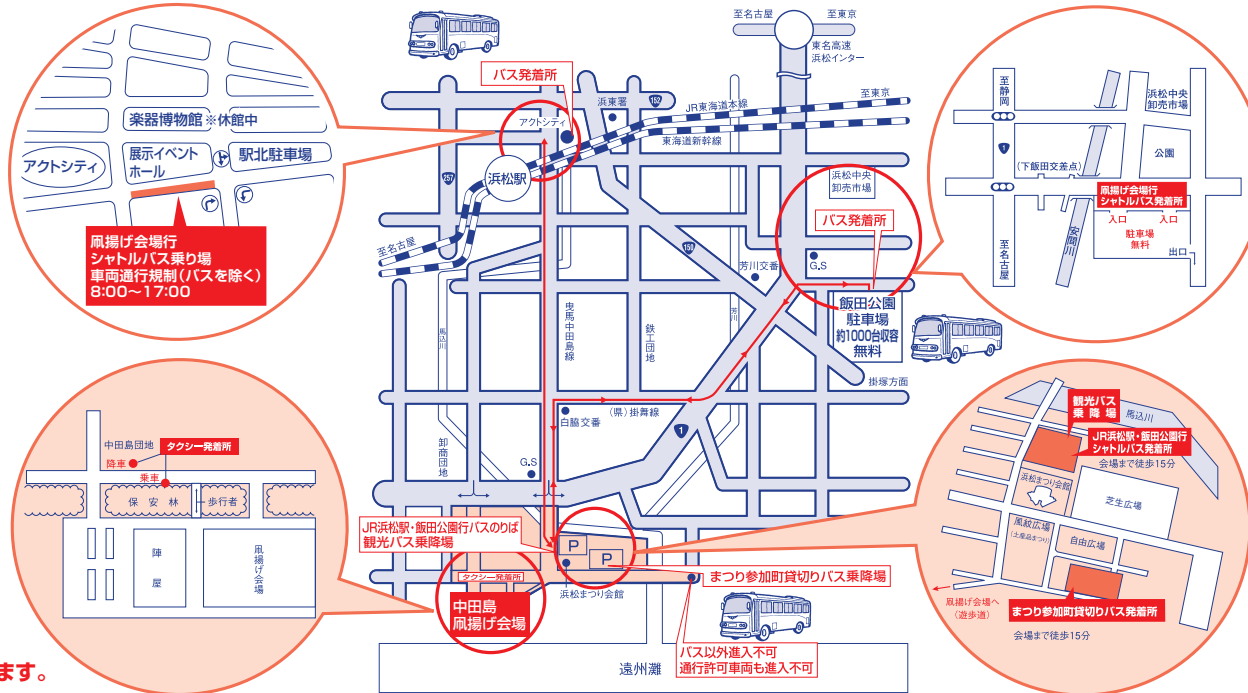 楽器博物館 ※休館中
アクトシティ
展示イベント
ホール
駅北駐車場
凧揚げ会場行
シャトルバス乗り場
車両通行規制(バスを除く)
8:00〜17:00
バス発着所
アクトシティ
浜東署
152
JR東海道本線
至東京
東海道新幹線
浜松駅
257
至名古屋
至名古屋
至東京
東名高速
浜松インター
浜松中央
卸売市場
バス発着所
150
芳川交番
G.S
飯田公園
駐車場
約1000台収容
無料
掛塚方面
馬込川
曳馬中田島線
鉄工団地
芳川
(県)掛舞線
白脇交番
1
卸商団地
G.S
JR浜松駅・飯田公園行バスのりば
観光バス乗降場
P
P
タクシー発着所
浜松まつり会館
中田島
凧揚げ会場
まつり参加町貸切りバス乗降場
バス以外進入不可
通行許可車両も進入不可
遠州灘
至静岡
浜松中央
卸売市場
1
公園
(下飯田交差点)
凧揚げ会場行
シャトルバス発着所
入口
入口
駐車場
無料
出口
至名古屋
安間川
中田島団地
タクシー発着所
降車
乗車
保安林
歩行者
陣屋
凧揚げ会場
観光バス
乗降場
馬込川
JR浜松駅・飯田公園行
シャトルバス発着所
会場まで徒歩15分
浜松まつり会館
芝生広場
風紋広場
(土産品まつり)
自由広場
凧揚げ会場へ
(遊歩道)
まつり参加町貸切りバス発着所
会場まで徒歩15分
ます。